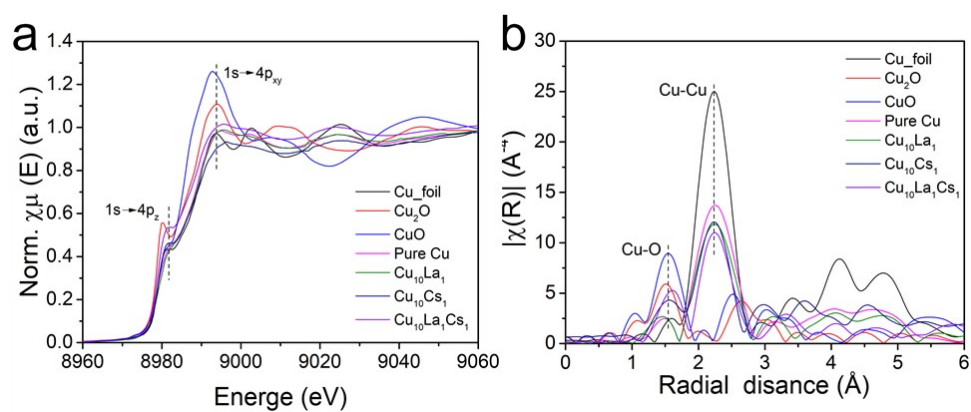 a
1.4
1.2
1.0
0.8
0.6
0.4
0.2
0.0
Norm. χμ (E) (a.u.)
1s→4pxy
1s→4pz
Cu_foil
Cu₂O
CuO
Pure Cu
Cu₁₀La₁
Cu₁₀Cs₁
Cu₁₀La₁Cs₁
8960 8980 9000 9020 9040 9060
Energe (eV)
b
30
25
20
15
10
5
0
|χ(R)| (A⁻⁴)
Cu-Cu
Cu-O
Cu_foil
Cu₂O
CuO
Pure Cu
Cu₁₀La₁
Cu₁₀Cs₁
Cu₁₀La₁Cs₁
0 1 2 3 4 5 6
Radial disance (Å)